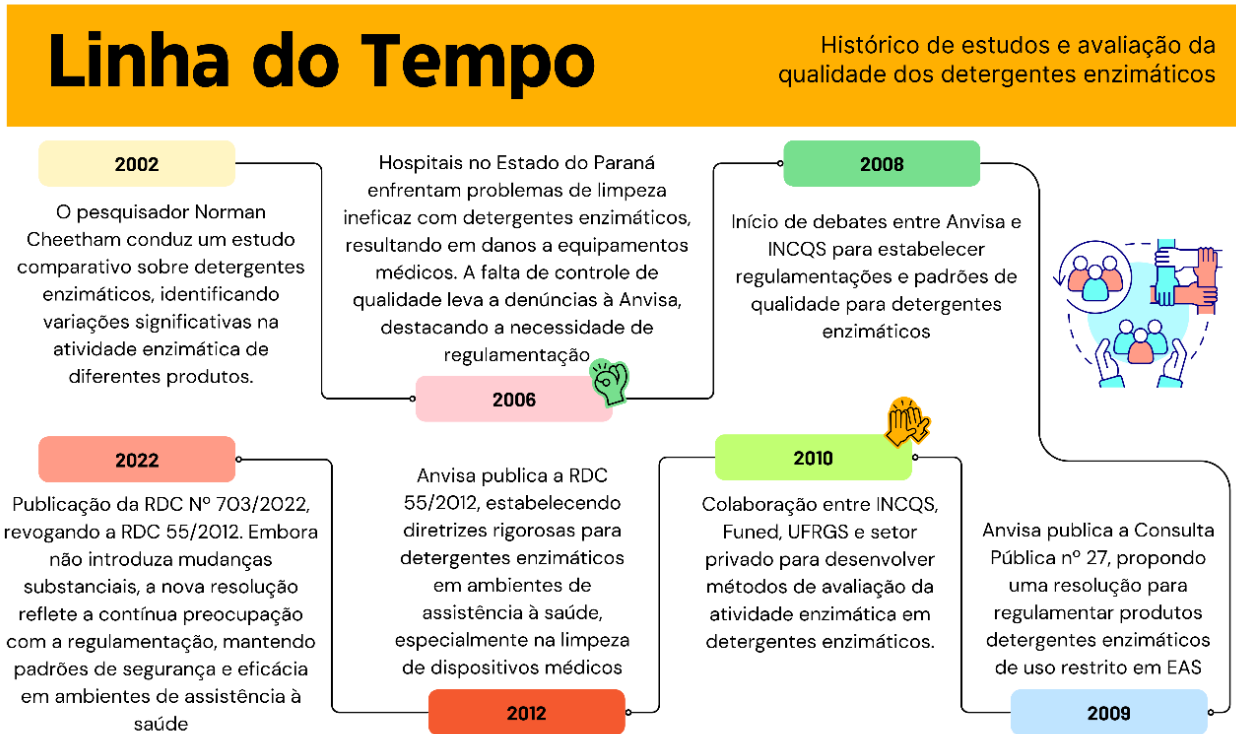 Linha do Tempo
Histórico de estudos e avaliação da
qualidade dos detergentes enzimáticos
2002
O pesquisador Norman
Cheetham conduz um estudo
comparativo sobre detergentes
enzimáticos, identificando
variações significativas na
atividade enzimática de
diferentes produtos.
Hospitais no Estado do Paraná
enfrentam problemas de limpeza
ineficaz com detergentes enzimáticos,
resultando em danos a equipamentos
médicos. A falta de controle de
qualidade leva a denúncias à Anvisa,
destacando a necessidade de
regulamentação
2006
2008
Início de debates entre Anvisa e
INCQS para estabelecer
regulamentações e padrões de
qualidade para detergentes
enzimáticos
Anvisa publica a Consulta
Pública nº 27, propondo
uma resolução para
regulamentar produtos
detergentes enzimáticos
de uso restrito em EAS
2009
2010
Colaboração entre INCQS,
Funed, UFRGS e setor
privado para desenvolver
métodos de avaliação da
atividade enzimática em
detergentes enzimáticos.
Anvisa publica a RDC
55/2012, estabelecendo
diretrizes rigorosas para
detergentes enzimáticos
em ambientes de
assistência à saúde,
especialmente na limpeza
de dispositivos médicos
2012
2022
Publicação da RDC Nº 703/2022,
revogando a RDC 55/2012. Embora
não introduza mudanças
substanciais, a nova resolução
reflete a contínua preocupação
com a regulamentação, mantendo
padrões de segurança e eficácia
em ambientes de assistência à
saúde